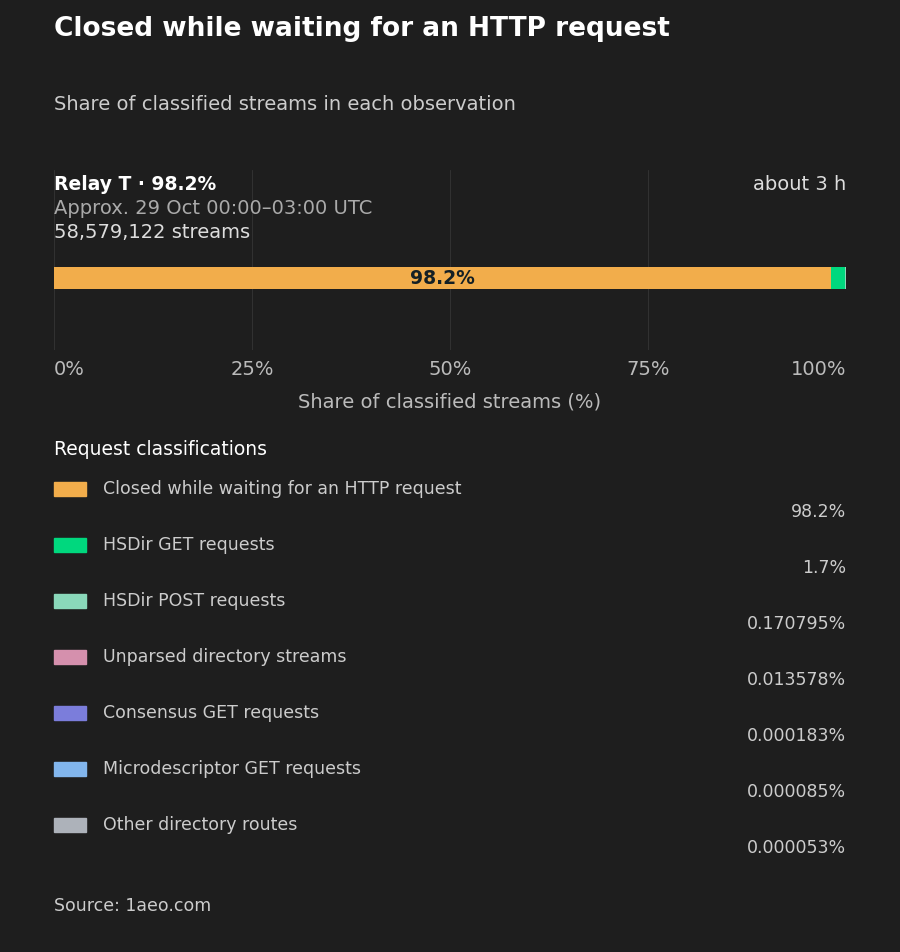 Closed while waiting for an HTTP request
Share of classified streams in each observation
Relay T · 98.2%
about 3 h
Approx. 29 Oct 00:00–03:00 UTC
58,579,122 streams
98.2%
0% 25% 50% 75% 100%
Share of classified streams (%)
Request classifications
Closed while waiting for an HTTP request
98.2%
HSDir GET requests
1.7%
HSDir POST requests
0.170795%
Unparsed directory streams
0.013578%
Consensus GET requests
0.000183%
Microdescriptor GET requests
0.000085%
Other directory routes
0.000053%
Source: 1aeo.com